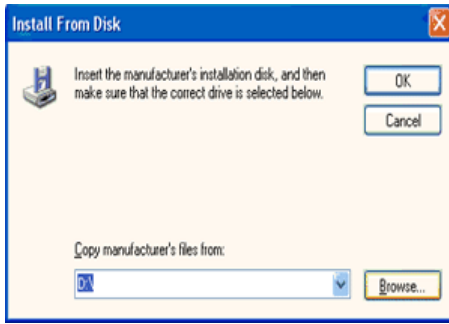 Install From Disk
Insert the manufacturer's installation disk, and then
make sure that the correct drive is selected below.
OK
Cancel
Copy manufacturer's files from:
D:\
Browse...